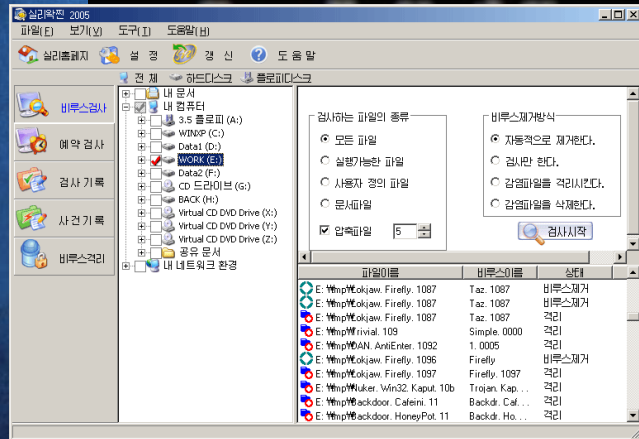 실리왁찐 2005
파일(F) 보기(V) 도구(T) 도움말(H)
실리홈페지 설 정 갱 신 도 움 말
전 체 하드디스크 플로피디스크
비루스검사
예약 검사
검사 기록
사건기록
비루스격리
내 문서
내 컴퓨터
3.5 플로피 (A:)
WINXP (C:)
Data1 (D:)
WORK (E:)
Data2 (F:)
CD 드라이브 (G:)
BACK (H:)
Virtual CD DVD Drive (X:)
Virtual CD DVD Drive (Y:)
Virtual CD DVD Drive (Z:)
공유 문서
내 네트워크 환경
검사하는 파일의 종류
모든 파일
실행가능한 파일
사용자 정의 파일
문서파일
압축파일 5
비루스제거방식
자동적으로 제거한다.
검사만 한다.
감염파일을 격리시킨다.
감염파일을 삭제한다.
검사시작
파일이름 비루스이름 상태
E: ₩tmp₩Lokjaw. Firefly. 1087 Taz. 1087 비루스제거
E: ₩tmp₩Lokjaw. Firefly. 1087 Taz. 1087 비루스제거
E: ₩tmp₩Lokjaw. Firefly. 1087 Taz. 1087 격리
E: ₩tmp₩Trivial. 109 Simple. 0000 격리
E: ₩tmp₩DAN. AntiEnter. 1092 1. 0005 격리
E: ₩tmp₩Lokjaw. Firefly. 1096 Firefly 비루스제거
E: ₩tmp₩Lokjaw. Firefly. 1097 Firefly. 1097 격리
E: ₩tmp₩Nuker. Win32. Kaput. 10b Trojan. Kap... 격리
E: ₩tmp₩Backdoor. Cafeini. 11 Backdr. Caf... 격리
E: ₩tmp₩Backdoor. HoneyPot. 11 Backdr. Ho... 격리